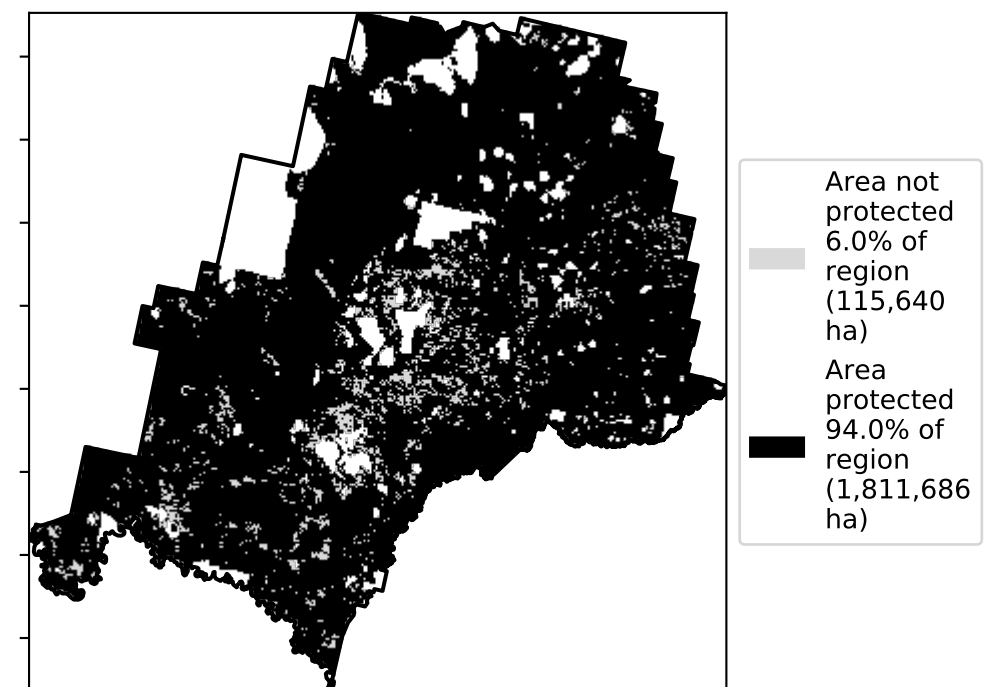 Area not
protected
6.0% of
region
(115,640
ha)
Area
protected
94.0% of
region
(1,811,686
ha)